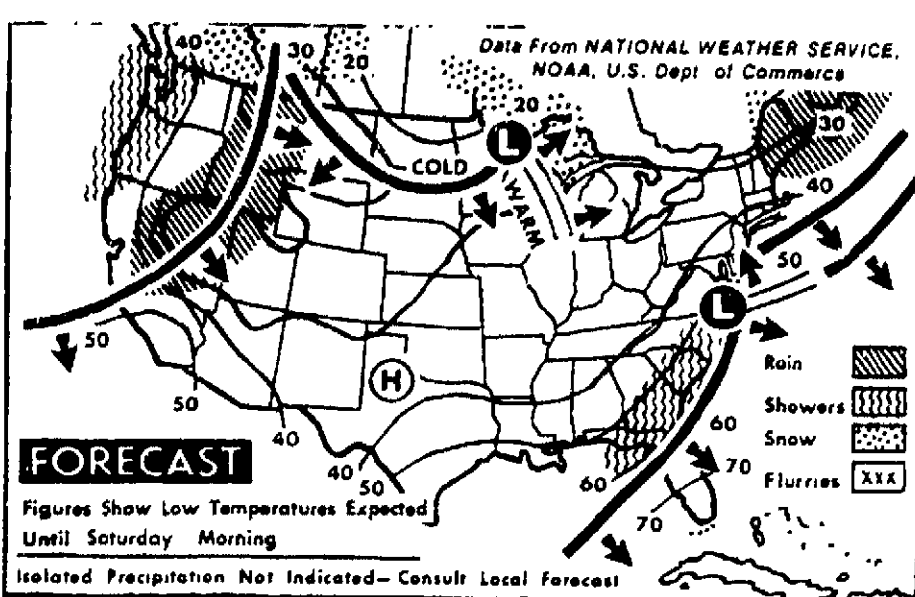 Data From NATIONAL WEATHER SERVICE,
NOAA, U.S. Dept of Commerce
40
30
20
20
30
L
COLD
WARM
40
50
L
50
50
H
40
40
50
60
60
70
70
Rain
Showers
Snow
Flurries XXX
FORECAST
Figures Show Low Temperatures Expected
Until Saturday Morning
Isolated Precipitation Not Indicated– Consult Local Forecast